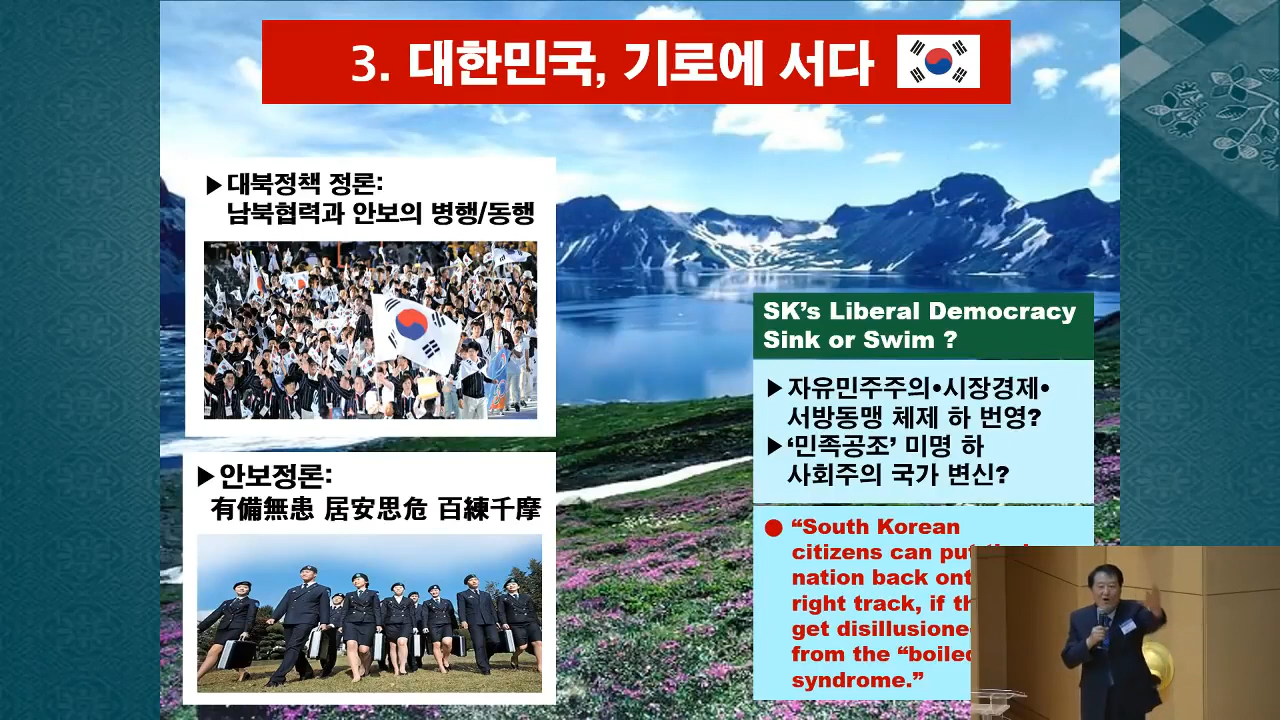 3. 대한민국, 기로에 서다
▶대북정책 정론:
남북협력과 안보의 병행/동행
▶안보정론:
有備無患 居安思危 百練千摩
SK’s Liberal Democracy
Sink or Swim ?
▶자유민주주의•시장경제•
서방동맹 체제 하 번영?
▶‘민족공조’ 미명 하
사회주의 국가 변신?
● “South Korean
citizens can put
nation back
right track, if
get
from the
syndrome.”